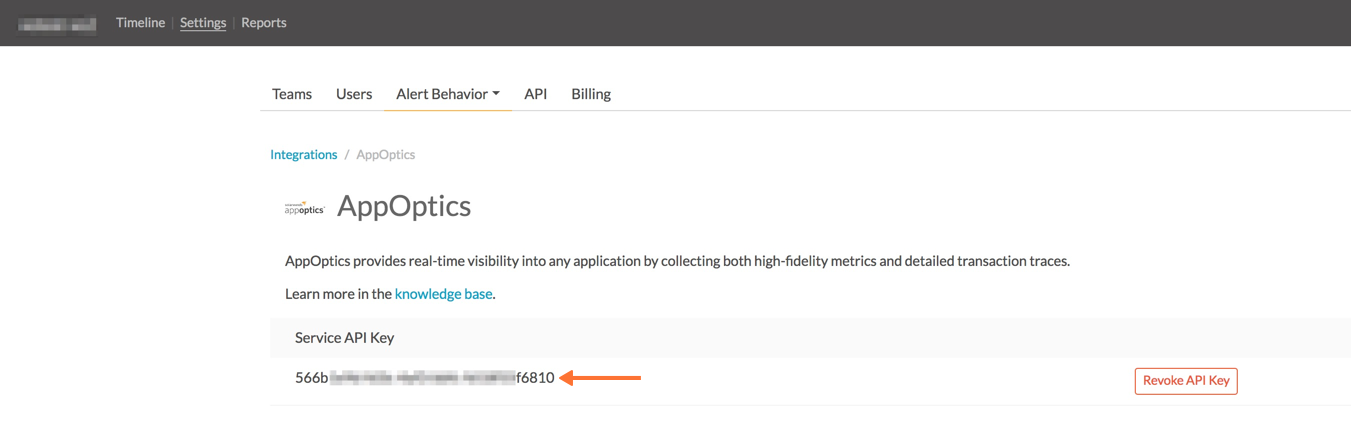 Timeline | Settings | Reports
Teams Users Alert Behavior API Billing
Integrations / AppOptics
appoptics AppOptics
AppOptics provides real-time visibility into any application by collecting both high-fidelity metrics and detailed transaction traces.
Learn more in the knowledge base.
Service API Key
566b f6810
Revoke API Key